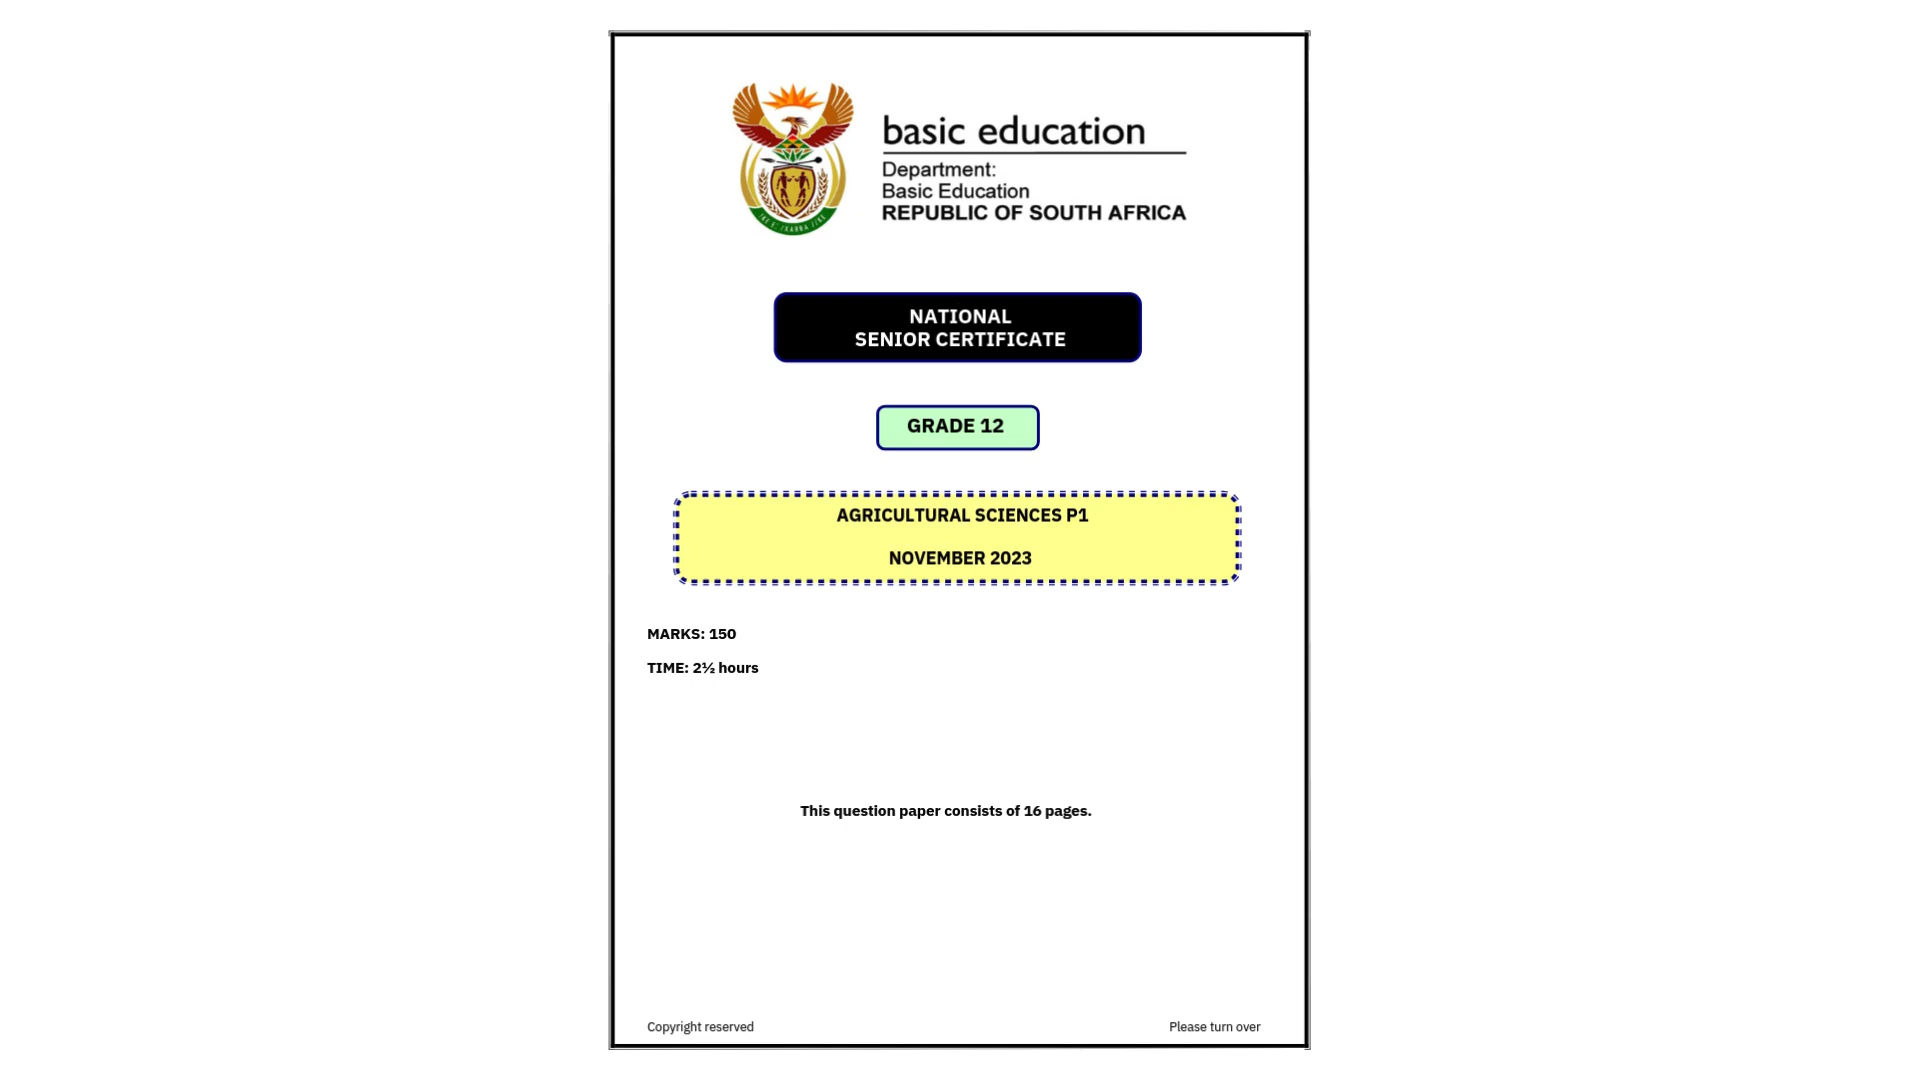 basic education
Department:
Basic Education
REPUBLIC OF SOUTH AFRICA
NATIONAL
SENIOR CERTIFICATE
GRADE 12
AGRICULTURAL SCIENCES P1
NOVEMBER 2023
MARKS: 150
TIME: 2½ hours
This question paper consists of 16 pages.
Copyright reserved
Please turn over